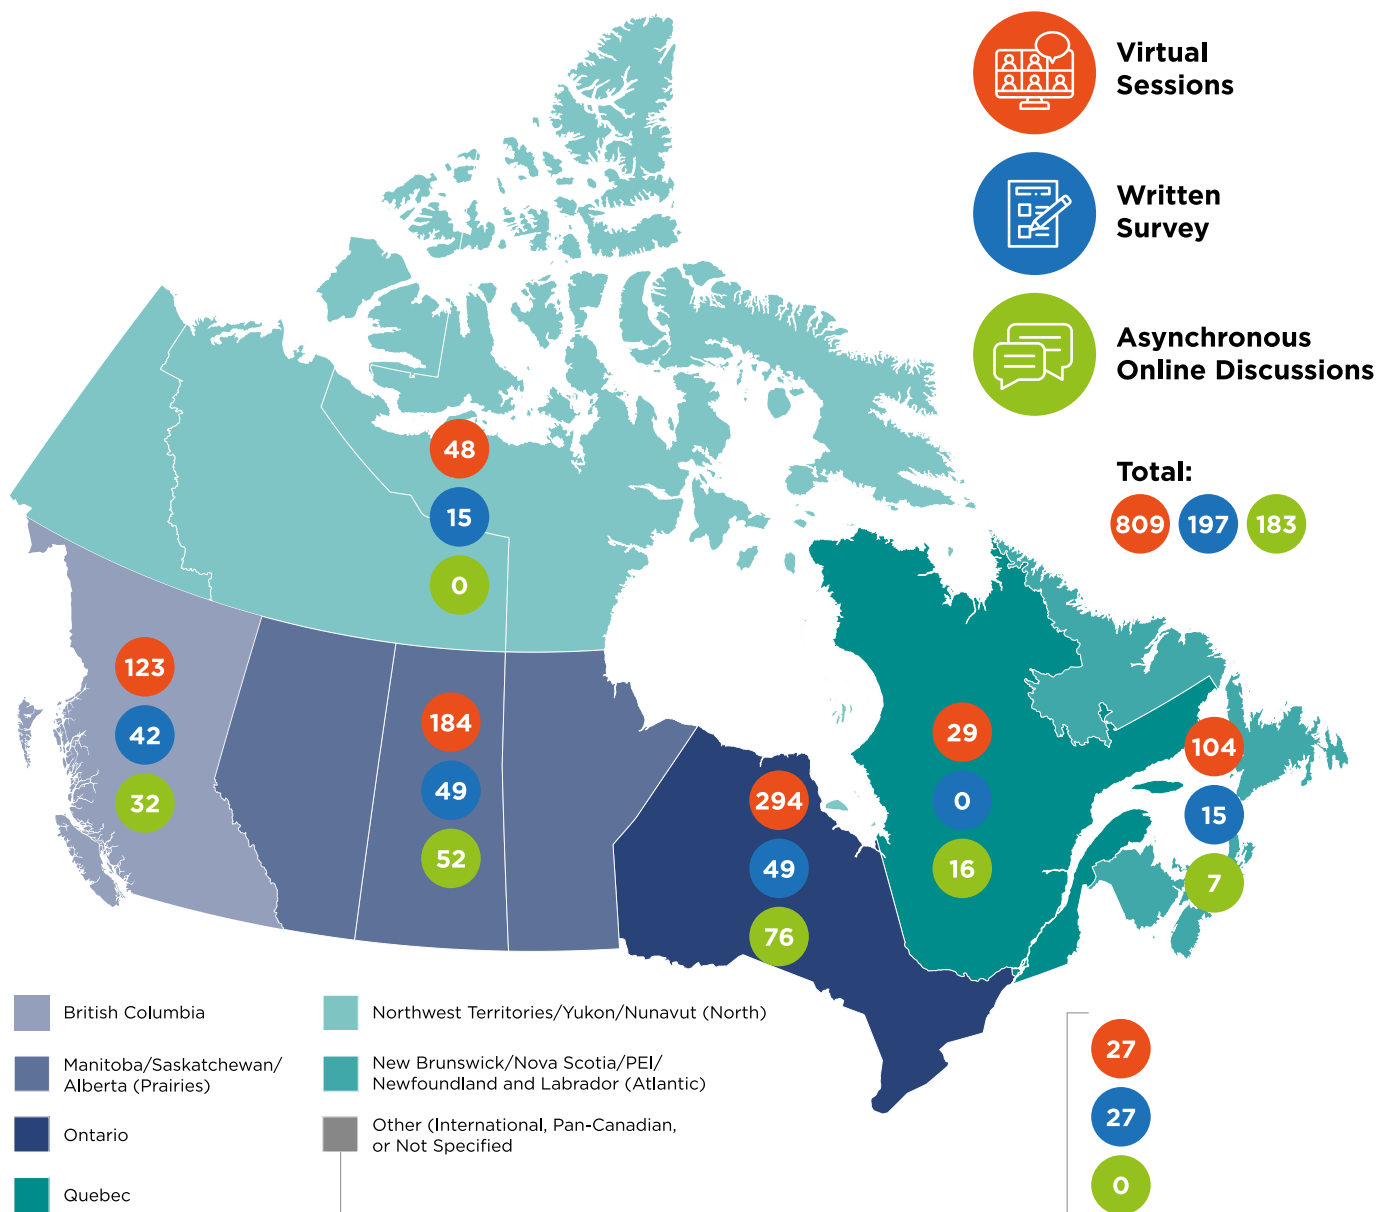 Virtual
Sessions
Written
Survey
Asynchronous
Online Discussions
Total:
809 197 183
48
15
0
123
42
32
184
49
52
294
49
76
29
0
16
104
15
7
British Columbia
Manitoba/Saskatchewan/
Alberta (Prairies)
Ontario
Quebec
Northwest Territories/Yukon/Nunavut (North)
New Brunswick/Nova Scotia/PEI/
Newfoundland and Labrador (Atlantic)
Other (International, Pan-Canadian,
or Not Specified
27
27
0